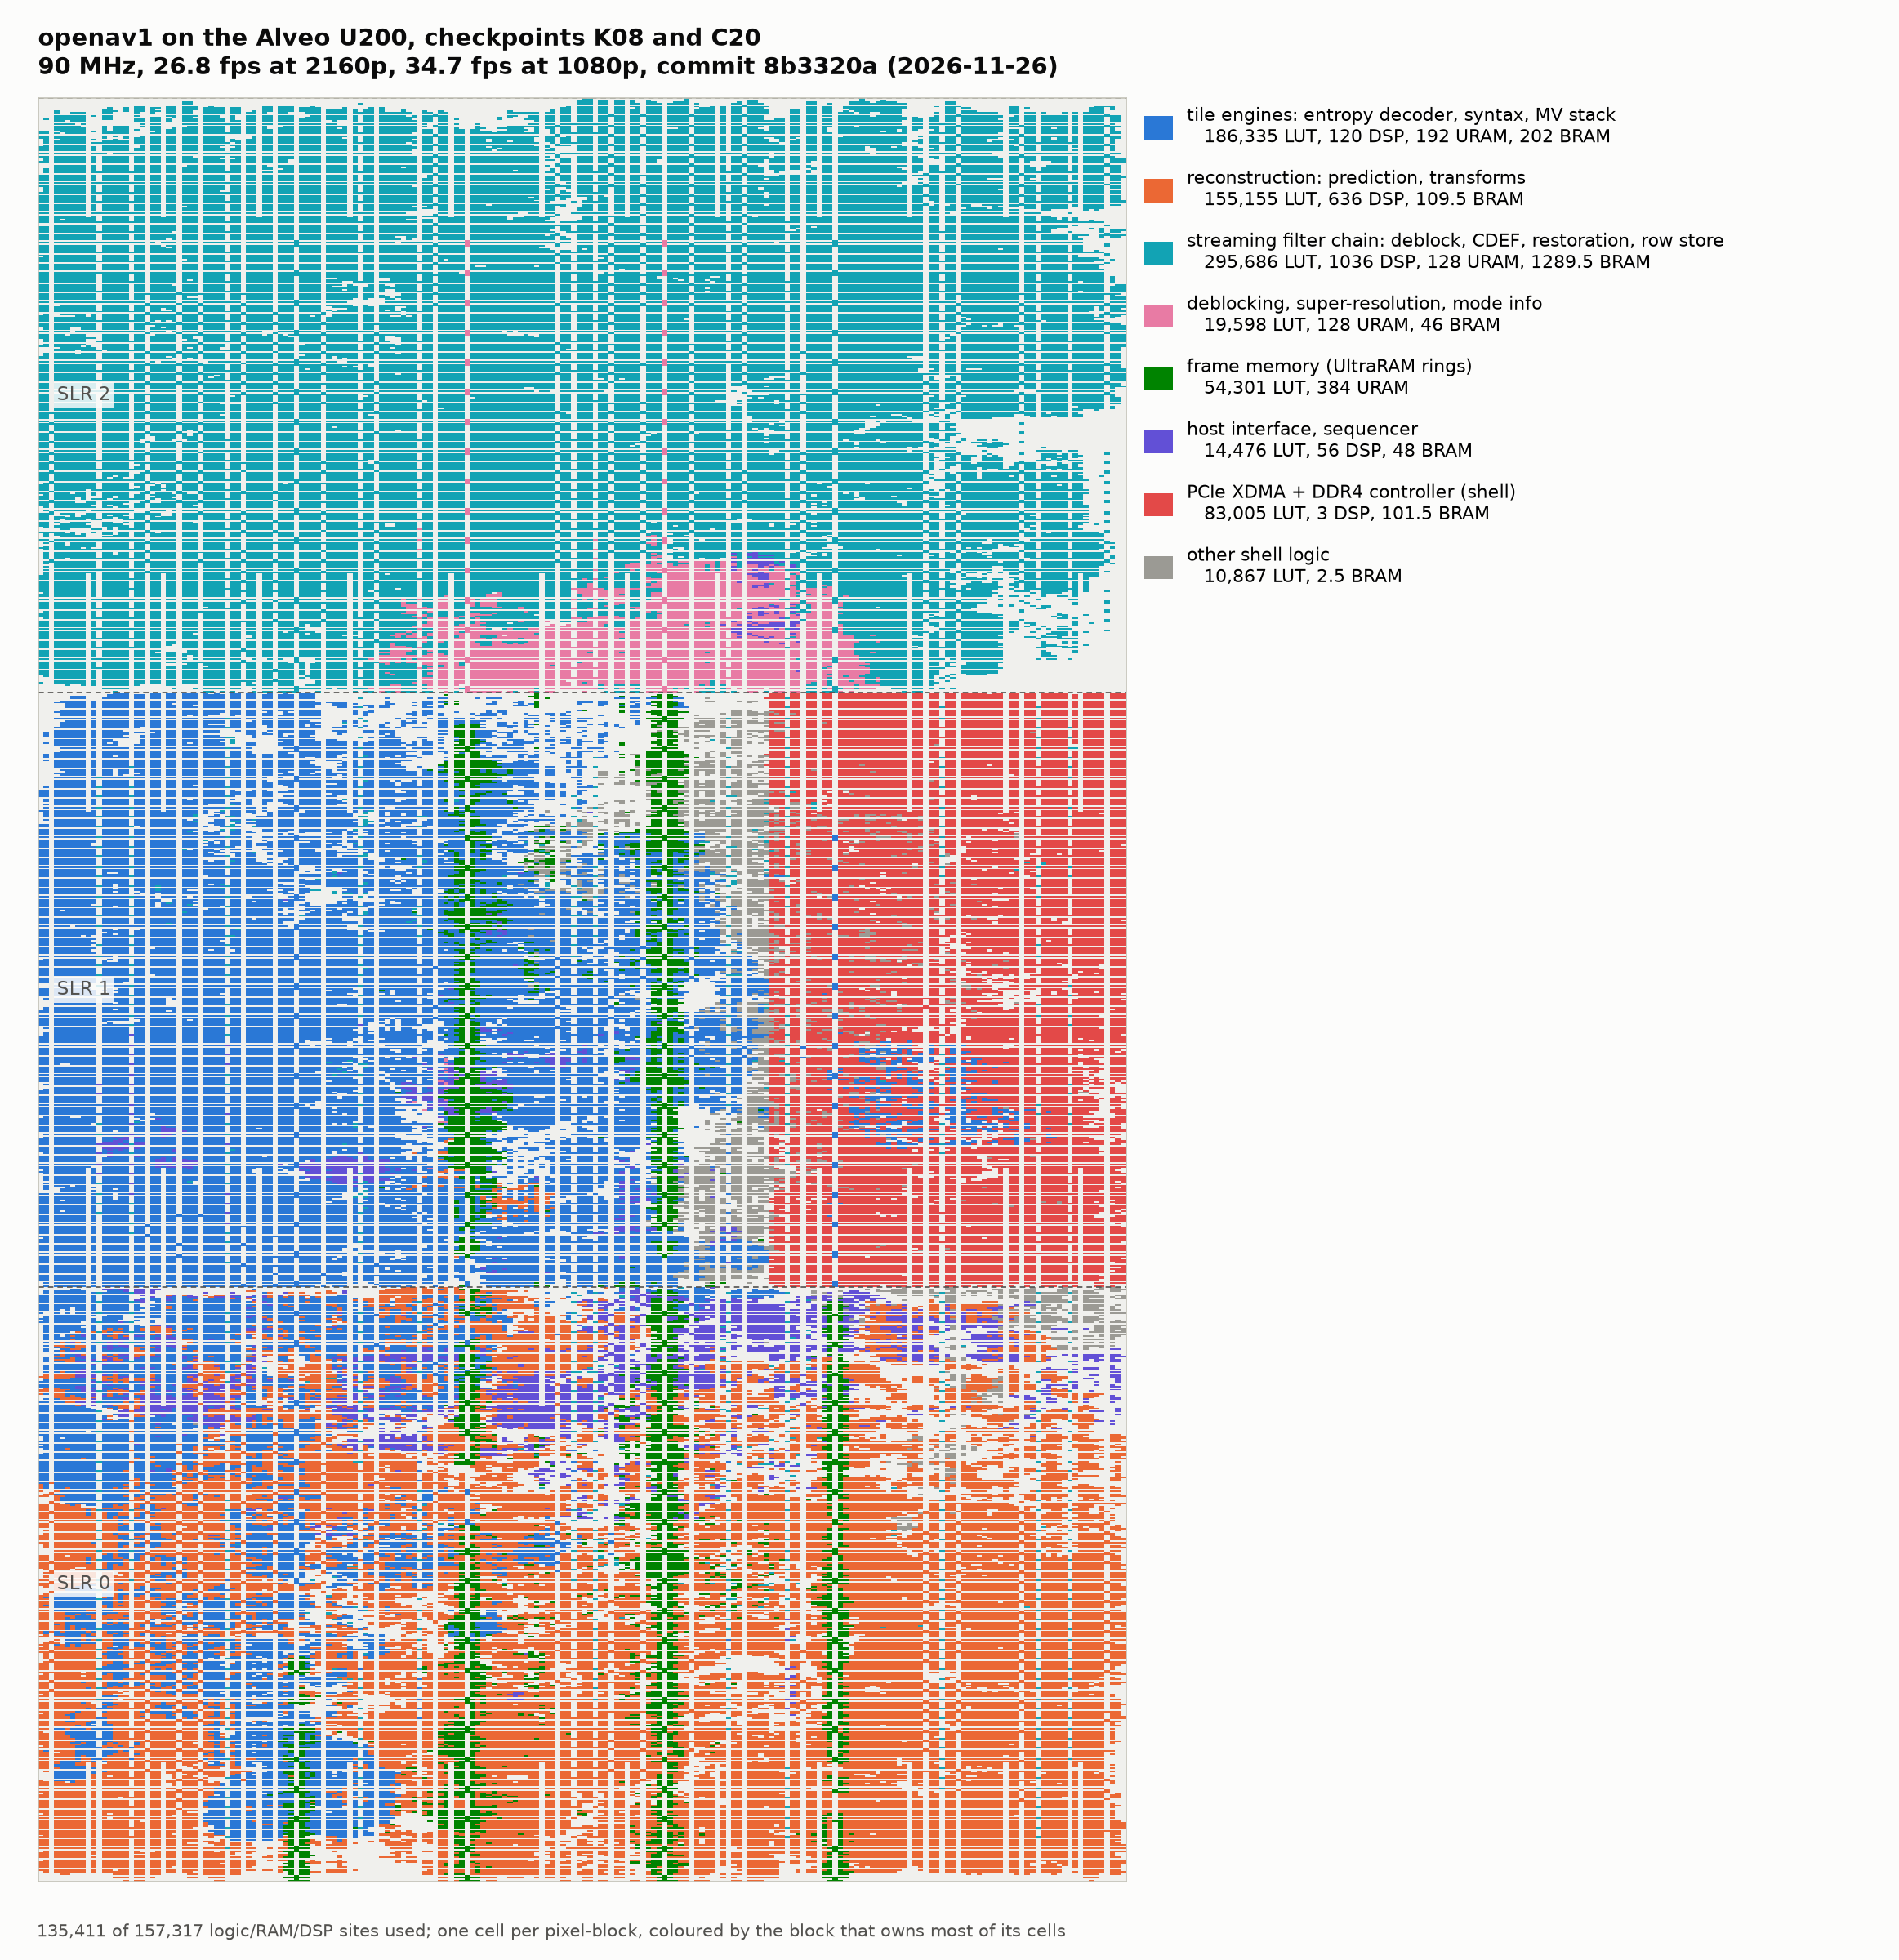 openav1 on the Alveo U200, checkpoints K08 and C20
90 MHz, 26.8 fps at 2160p, 34.7 fps at 1080p, commit 8b3320a (2026-11-26)
tile engines: entropy decoder, syntax, MV stack
186,335 LUT, 120 DSP, 192 URAM, 202 BRAM
reconstruction: prediction, transforms
155,155 LUT, 636 DSP, 109.5 BRAM
streaming filter chain: deblock, CDEF, restoration, row store
295,686 LUT, 1036 DSP, 128 URAM, 1289.5 BRAM
deblocking, super-resolution, mode info
19,598 LUT, 128 URAM, 46 BRAM
frame memory (UltraRAM rings)
54,301 LUT, 384 URAM
host interface, sequencer
14,476 LUT, 56 DSP, 48 BRAM
PCIe XDMA + DDR4 controller (shell)
83,005 LUT, 3 DSP, 101.5 BRAM
other shell logic
10,867 LUT, 2.5 BRAM
SLR 2
SLR 1
SLR 0
135,411 of 157,317 logic/RAM/DSP sites used; one cell per pixel-block, coloured by the block that owns most of its cells